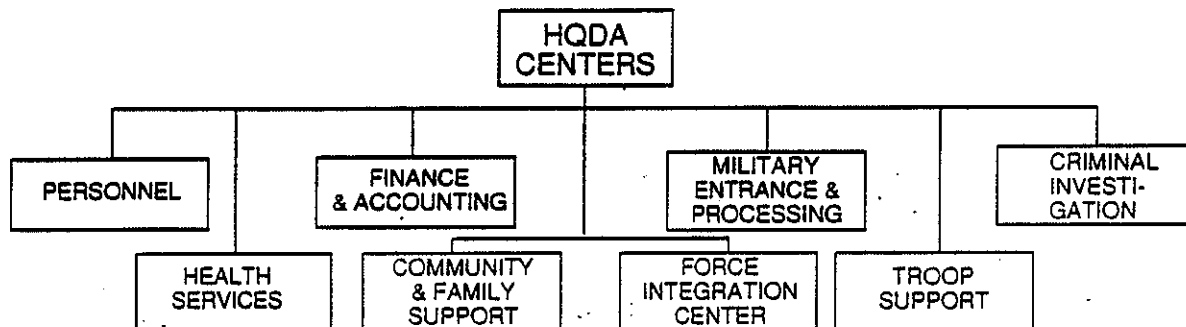 HQDA
CENTERS
PERSONNEL
FINANCE
& ACCOUNTING
MILITARY
ENTRANCE &
PROCESSING
CRIMINAL
INVESTI-
GATION
HEALTH
SERVICES
COMMUNITY
& FAMILY
SUPPORT
FORCE
INTEGRATION
CENTER
TROOP
SUPPORT